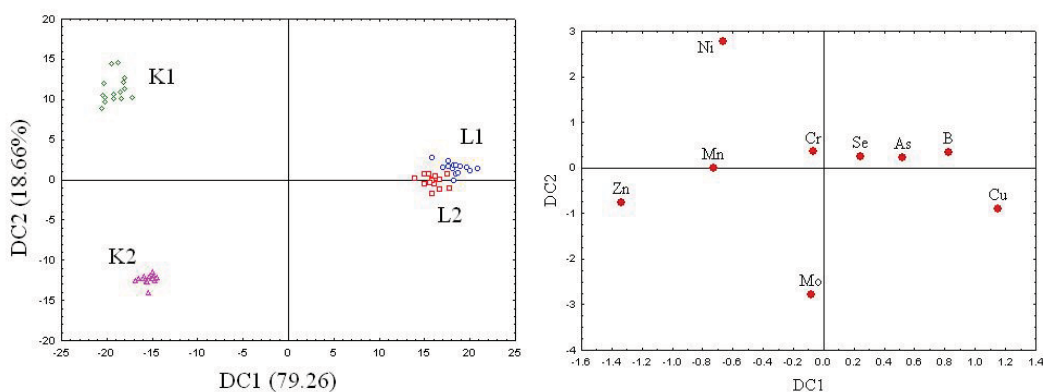 20
15
10
5
0
-5
-10
-15
-20
DC2 (18.66%)
K1
L1
L2
K2
-25 -20 -15 -10 -5 0 5 10 15 20 25
DC1 (79.26)
3
2
1
0
-1
-2
-3
-4
DC2
Ni
Cr
Se
As
B
Mn
Zn
Cu
Mo
-1.6 -1.4 -1.2 -1.0 -0.8 -0.6 -0.4 -0.2 0.0 0.2 0.4 0.6 0.8 1.0 1.2 1.4
DC1